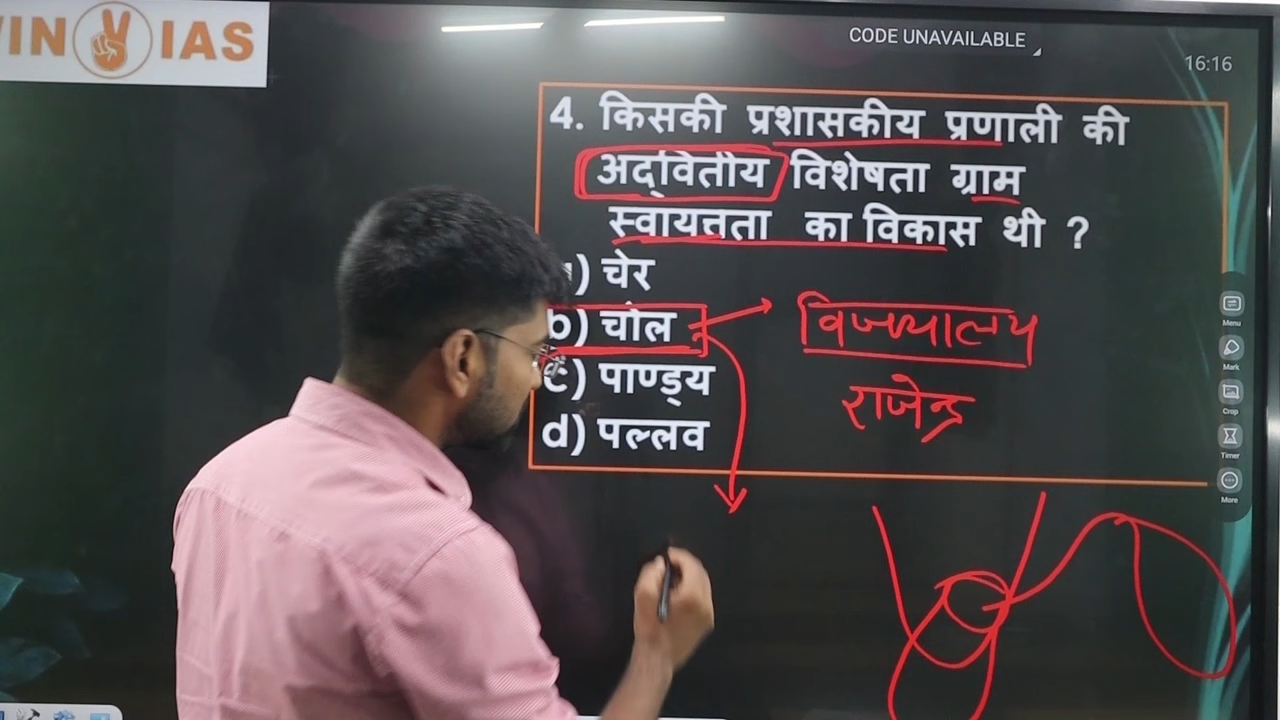 WIN IAS
CODE UNAVAILABLE
16:16
4. किसकी प्रशासकीय प्रणाली की
अद्वितीय विशेषता ग्राम
स्वायत्तता का विकास थी ?
) चेर
b) चोल
विजयालय
c) पाण्ड्य
राजेन्द्र
d) पल्लव
Menu
Mark
Crop
Timer
More